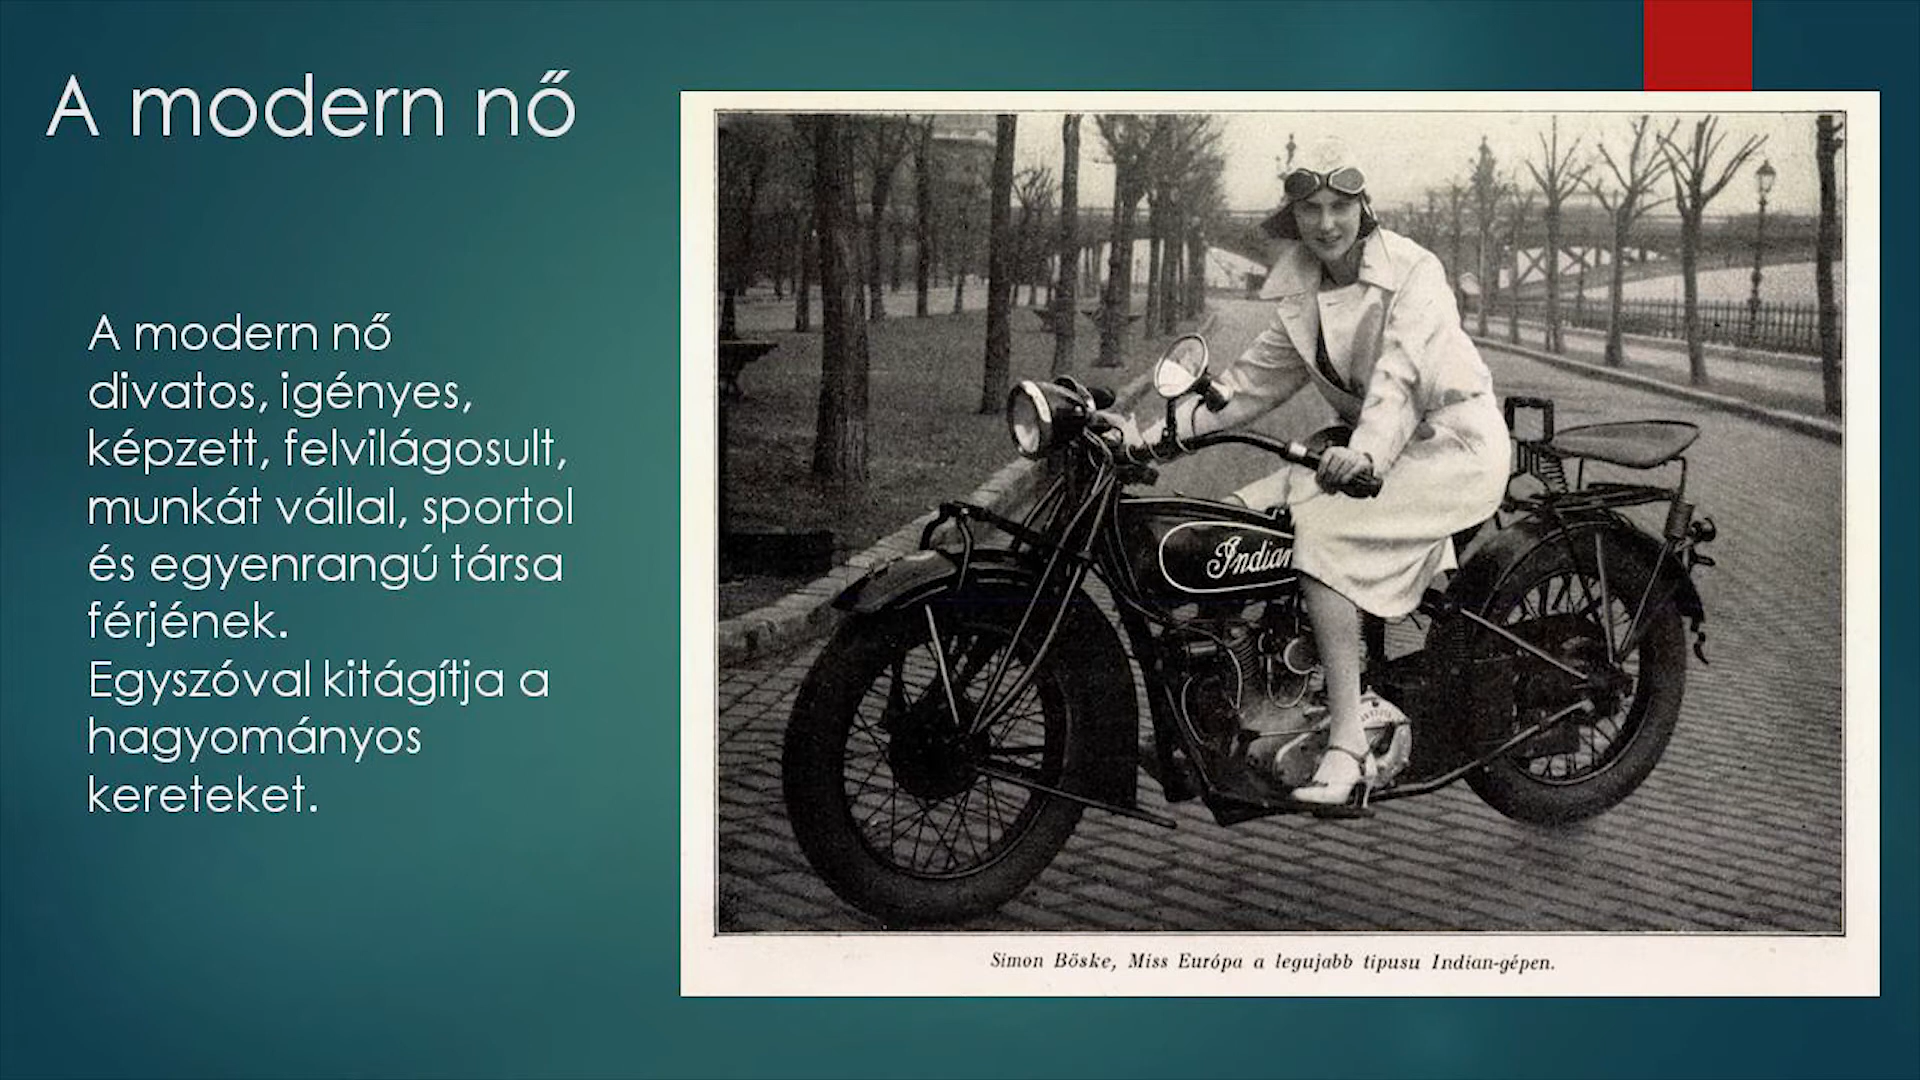 A modern nő
A modern nő
divatos, igényes,
képzett, felvilágosult,
munkát vállal, sportol
és egyenrangú társa
férjének.
Egyszóval kitágítja a
hagyományos
kereteket.
Indian
Simon Böske, Miss Európa a legujabb tipusu Indian-gépen.